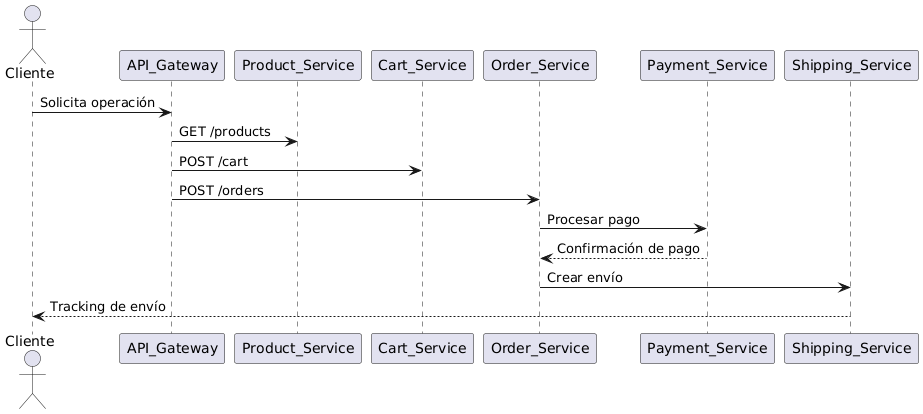 Cliente
API_Gateway
Product_Service
Cart_Service
Order_Service
Payment_Service
Shipping_Service
Solicita operación
GET /products
POST /cart
POST /orders
Procesar pago
Confirmación de pago
Crear envío
Tracking de envío
Cliente
API_Gateway
Product_Service
Cart_Service
Order_Service
Payment_Service
Shipping_Service